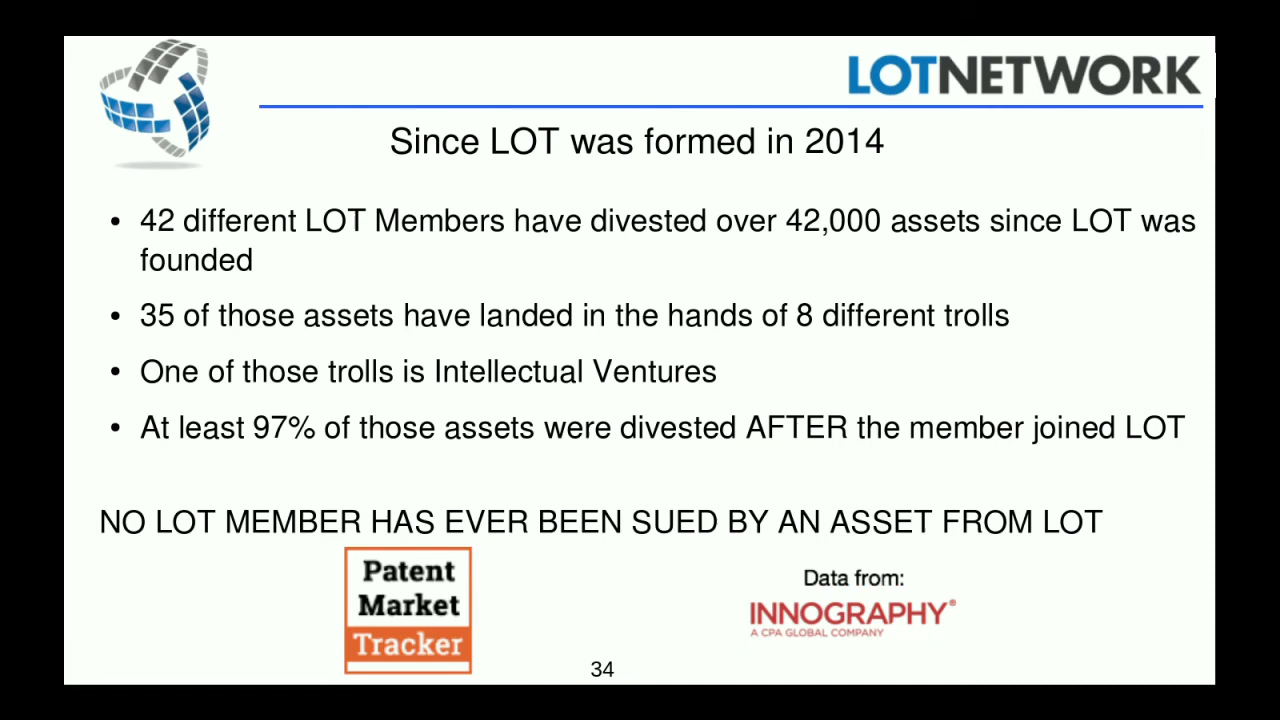 LOTNETWORK
Since LOT was formed in 2014
• 42 different LOT Members have divested over 42,000 assets since LOT was
founded
• 35 of those assets have landed in the hands of 8 different trolls
• One of those trolls is Intellectual Ventures
• At least 97% of those assets were divested AFTER the member joined LOT
NO LOT MEMBER HAS EVER BEEN SUED BY AN ASSET FROM LOT
Patent
Market
Tracker
Data from:
INNOGRAPHY®
A CPA GLOBAL COMPANY
34